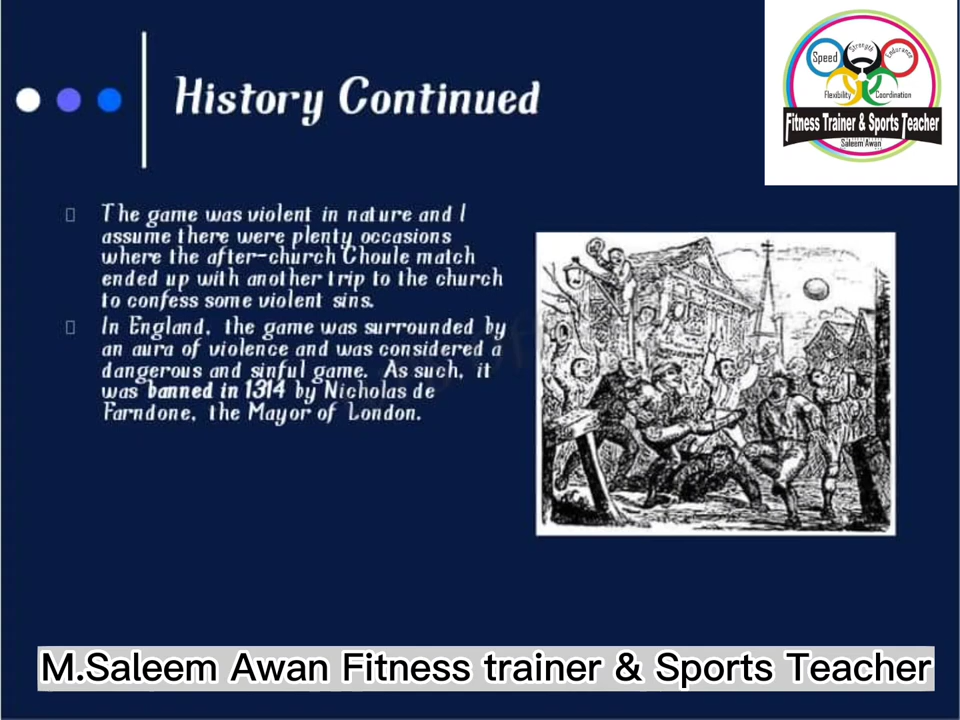 History Continued
Speed
Strength
Endurance
Flexibility
Coordination
Fitness Trainer & Sports Teacher
Saleem Awan
The game was violent in nature and I
assume there were plenty occasions
where the after-church Choule match
ended up with another trip to the church
to confess some violent sins.
In England, the game was surrounded by
an aura of violence and was considered a
dangerous and sinful game. As such, it
was banned in 1314 by Nicholas de
Farndone, the Mayor of London.
M.Saleem Awan Fitness trainer & Sports Teacher